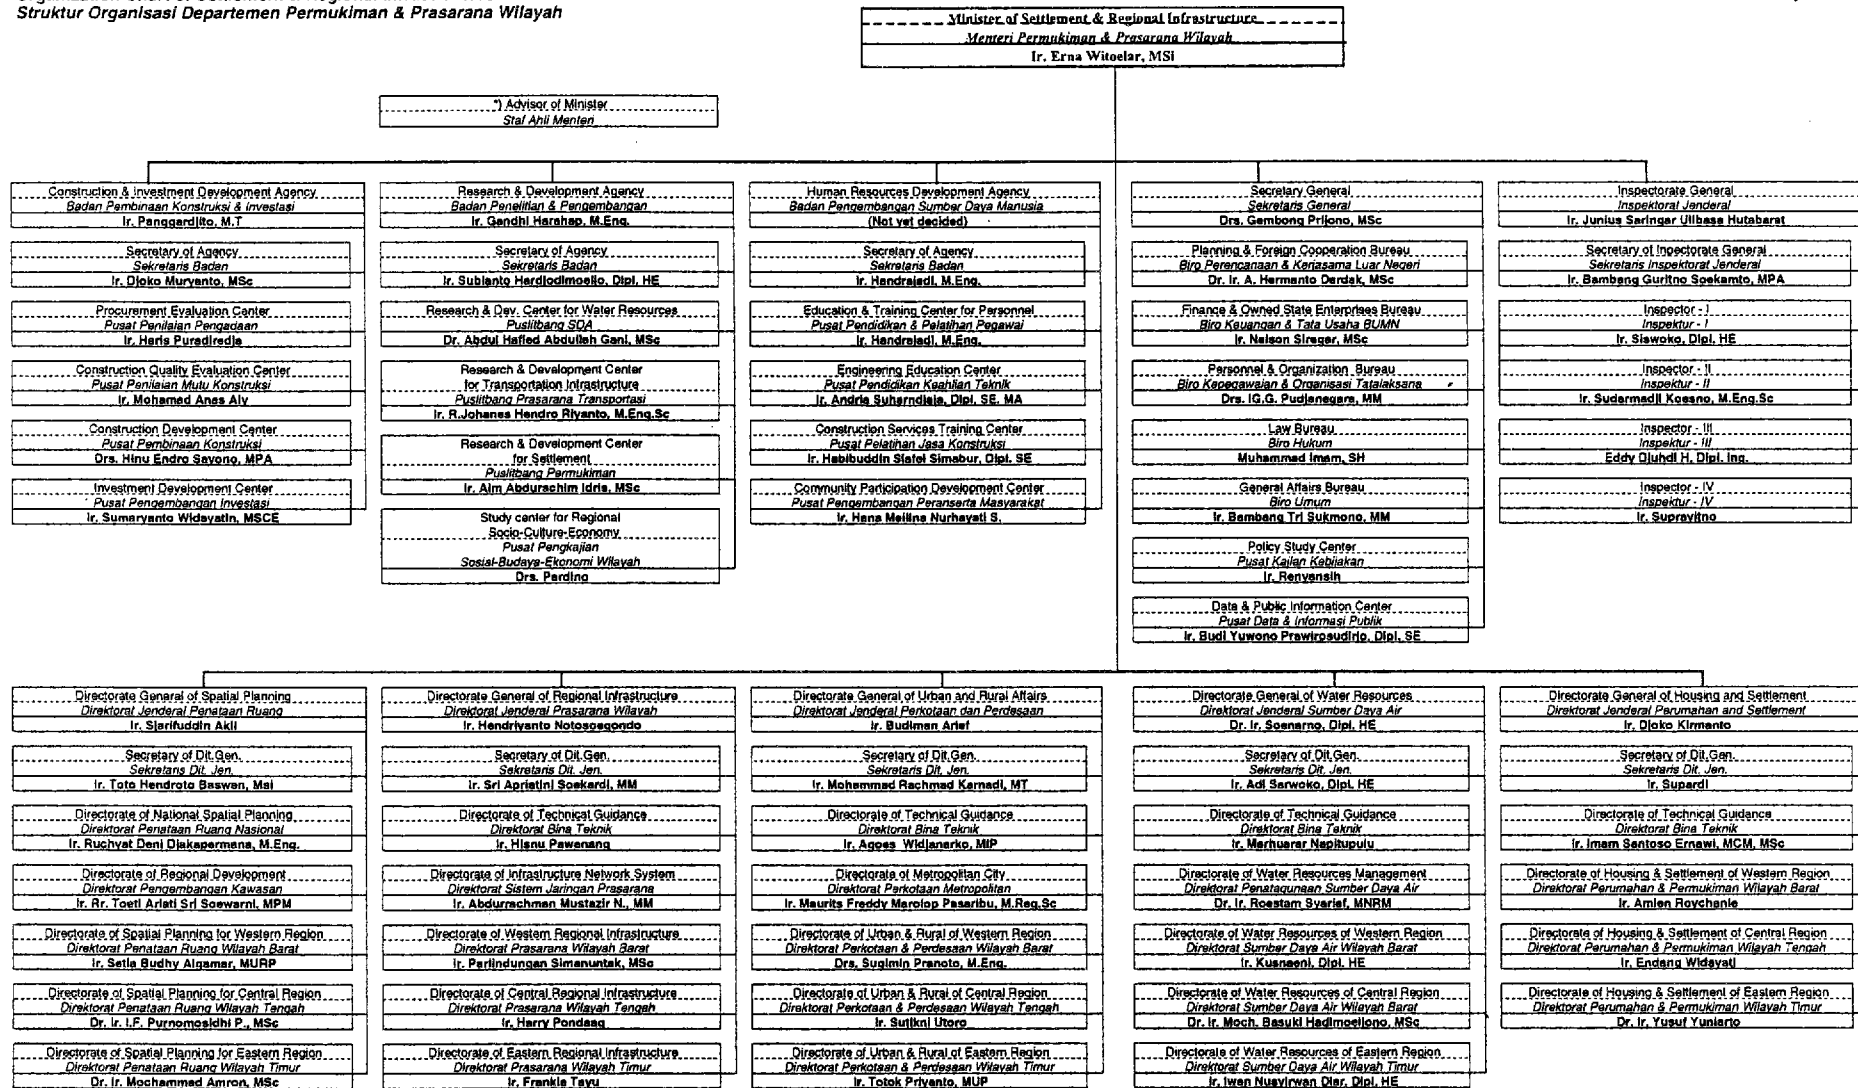 Struktur Organisasi Departemen Permukiman & Prasarana Wilayah
Minister of Settlement & Regional Infrastructure
Menteri Permukiman & Prasarana Wilayah
Ir. Erna Witoelar, MSi
*) Advisor of Minister
Staf Ahli Menteri
Construction & Investment Development Agency
Badan Pembinaan Konstruksi & Investasi
Ir. Panggardjito, M.T
Secretary of Agency
Sekretaris Badan
Ir. Djoko Muryanto, MSc
Procurement Evaluation Center
Pusat Penilaian Pengadaan
Ir. Haris Puradiredja
Construction Quality Evaluation Center
Pusat Penilaian Mutu Konstruksi
Ir. Mohamad Anas Aly
Construction Development Center
Pusat Pembinaan Konstruksi
Drs. Hinu Endro Sayono, MPA
Investment Development Center
Pusat Pengembangan Investasi
Ir. Sumaryanto Widayatin, MSCE
Research & Development Agency
Badan Penelitian & Pengembangan
Ir. Gandhi Harahap, M.Eng.
Secretary of Agency
Sekretaris Badan
Ir. Subianto Hardjodimoelio, Dipl. HE
Research & Dev. Center for Water Resources
Puslitbang SDA
Dr. Abdul Hafied Abdullah Gani, MSc
Research & Development Center
for Transportation Infrastructure
Puslitbang Prasarana Transportasi
Ir. R.Johanes Hendro Riyanto, M.Eng.Sc
Research & Development Center
for Settlement
Puslitbang Permukiman
Ir. Aim Abdurachim Idris, MSc
Study center for Regional
Socio-Culture-Economy
Pusat Pengkajian
Sosial-Budaya-Ekonomi Wilayah
Drs. Parding
Human Resources Development Agency
Badan Pengembangan Sumber Daya Manusia
(Not yet decided)
Secretary of Agency
Sekretaris Badan
Ir. Handrajadi, M.Eng.
Education & Training Center for Personnel
Pusat Pendidikan & Pelatihan Pegawai
Ir. Handrajadi, M.Eng.
Engineering Education Center
Pusat Pendidikan Keahlian Teknik
Ir. Andria Suharndiaja, Dipl. SE. MA
Construction Services Training Center
Pusat Pelatihan Jasa Konstruksi
Ir. Habibuddin Siafei Simabur, Dipl. SE
Community Participation Development Center
Pusat Pengembangan Peranserta Masyarakat
Ir. Hana Meilina Nurhayati S.
Secretary General
Sekretaris General
Drs. Gembong Prijono, MSc
Planning & Foreign Cooperation Bureau
Biro Perencanaan & Kerjasama Luar Negeri
Dr. Ir. A. Hermanto Dardak, MSc
Finance & Owned State Enterprises Bureau
Biro Keuangan & Tata Usaha BUMN
Ir. Nelson Siregar, MSc
Personnel & Organization Bureau
Biro Kepegawaian & Organisasi Tatalaksana
Drs. IG.G. Pudjanegara, MM
Law Bureau
Biro Hukum
Muhammad Imam, SH
General Affairs Bureau
Biro Umum
Ir. Bambang Tri Sukmono, MM
Policy Study Center
Pusat Kajian Kebijakan
Ir. Renyansih
Data & Public Information Center
Pusat Data & Informasi Publik
Ir. Budi Yuwono Prawirosudirjo, Dipl. SE
Inspectorate General
Inspektorat Jenderal
Ir. Junius Saringar Ulibasa Hutabarat
Secretary of Inpectorate General
Sekretaris Inspektorat Jenderal
Ir. Bambang Guritno Soekamto, MPA
Inspector - I
Inspektur - I
Ir. Siswoko, Dipl. HE
Inspector - II
Inspektur - II
Ir. Sudarmadji Koesno, M.Eng.Sc
Inspector - III
Inspektur - III
Eddy Djuhdi H, Dipl. Ing.
Inspector - IV
Inspektur - IV
Ir. Suprayitno
Directorate General of Spatial Planning
Direktorat Jenderal Penataan Ruang
Ir. Sjarifuddin Akil
Secretary of Dit.Gen.
Sekretaris Dit. Jen.
Ir. Toto Hendroto Baswan, Msi
Directorate of National Spatial Planning
Direktorat Penataan Ruang Nasional
Ir. Ruchyat Deni Djakapermana, M.Eng.
Directorate of Regional Development
Direktorat Pengembangan Kawasan
Ir. Rr. Toeti Ariati Sri Soewarni, MPM
Directorate of Spatial Planning for Western Region
Direktorat Penataan Ruang Wilayah Barat
Ir. Setia Budhy Algamar, MURP
Directorate of Spatial Planning for Central Region
Direktorat Penataan Ruang Wilayah Tengah
Dr. Ir. I.F. Purnomosidhi P., MSc
Directorate of Spatial Planning for Eastern Region
Direktorat Penataan Ruang Wilayah Timur
Dr. Ir. Mochammad Amron, MSc
Directorate General of Regional Infrastructure
Direktorat Jenderal Prasarana Wilayah
Ir. Hendriyanto Notosoegondo
Secretary of Dit.Gen.
Sekretaris Dit. Jen.
Ir. Sri Apriatini Soekardi, MM
Directorate of Technical Guidance
Direktorat Bina Teknik
Ir. Hisnu Pawenang
Directorate of Infrastructure Network System
Direktorat Sistem Jaringan Prasarana
Ir. Abdurrachman Mustazir N., MM
Directorate of Western Regional Infrastructure
Direktorat Prasarana Wilayah Barat
Ir. Parlindungan Simanuntak, MSc
Directorate of Central Regional Infrastructure
Direktorat Prasarana Wilayah Tengah
Ir. Harry Pondaag
Directorate of Eastern Regional Infrastructure
Direktorat Prasarana Wilayah Timur
Ir. Frankie Tayu
Directorate General of Urban and Rural Affairs
Direktorat Jenderal Perkotaan dan Perdesaan
Ir. Budiman Arief
Secretary of Dit.Gen.
Sekretaris Dit. Jen.
Ir. Mohammad Rachmad Karnadi, MT
Directorate of Technical Guidance
Direktorat Bina Teknik
Ir. Agoes Widjanarko, MIP
Directorate of Metropolitan City
Direktorat Perkotaan Metropolitan
Ir. Maurits Freddy Marolop Pasaribu, M.Reg.Sc
Directorate of Urban & Rural of Western Region
Direktorat Perkotaan & Perdesaan Wilayah Barat
Drs. Sugimin Pranoto, M.Eng.
Directorate of Urban & Rural of Central Region
Direktorat Perkotaan & Perdesaan Wilayah Tengah
Ir. Sutikni Utoro
Directorate of Urban & Rural of Eastern Region
Direktorat Perkotaan & Perdesaan Wilayah Timur
Ir. Totok Priyanto, MUP
Directorate General of Water Resources
Direktorat Jenderal Sumber Daya Air
Dr. Ir. Soenarno, Dipl. HE
Secretary of Dit.Gen.
Sekretaris Dit. Jen.
Ir. Adi Sarwoko, Dipl. HE
Directorate of Technical Guidance
Direktorat Bina Teknik
Ir. Marhuarar Napitupulu
Directorate of Water Resources Management
Direktorat Penatagunaan Sumber Daya Air
Dr. Ir. Roestam Syarief, MNRM
Directorate of Water Resources of Western Region
Direktorat Sumber Daya Air Wilayah Barat
Ir. Kusnaeni, Dipl. HE
Directorate of Water Resources of Central Region
Direktorat Sumber Daya Air Wilayah Barat
Dr. Ir. Moch. Basuki Hadimoeljono, MSc
Directorate of Water Resources of Eastern Region
Direktorat Sumber Daya Air Wilayah Timur
Ir. Iwan Nusyirwan Diar, Dipl. HE
Directorate General of Housing and Settlement
Direktorat Jenderal Perumahan and Settlement
Ir. Djoko Kirmanto
Secretary of Dit.Gen.
Sekretaris Dit. Jen.
Ir. Supardi
Directorate of Technical Guidance
Direktorat Bina Teknik
Ir. Imam Santoso Ernawi, MCM, MSc
Directorate of Housing & Settlement of Western Region
Direktorat Perumahan & Permukiman Wilayah Barat
Ir. Amien Roychanie
Directorate of Housing & Settlement of Central Region
Direktorat Perumahan & Permukiman Wilayah Tengah
Ir. Endang Widayati
Directorate of Housing & Settlement of Eastern Region
Direktorat Perumahan & Permukiman Wilayah Timur
Dr. Ir. Yusuf Yuniarto